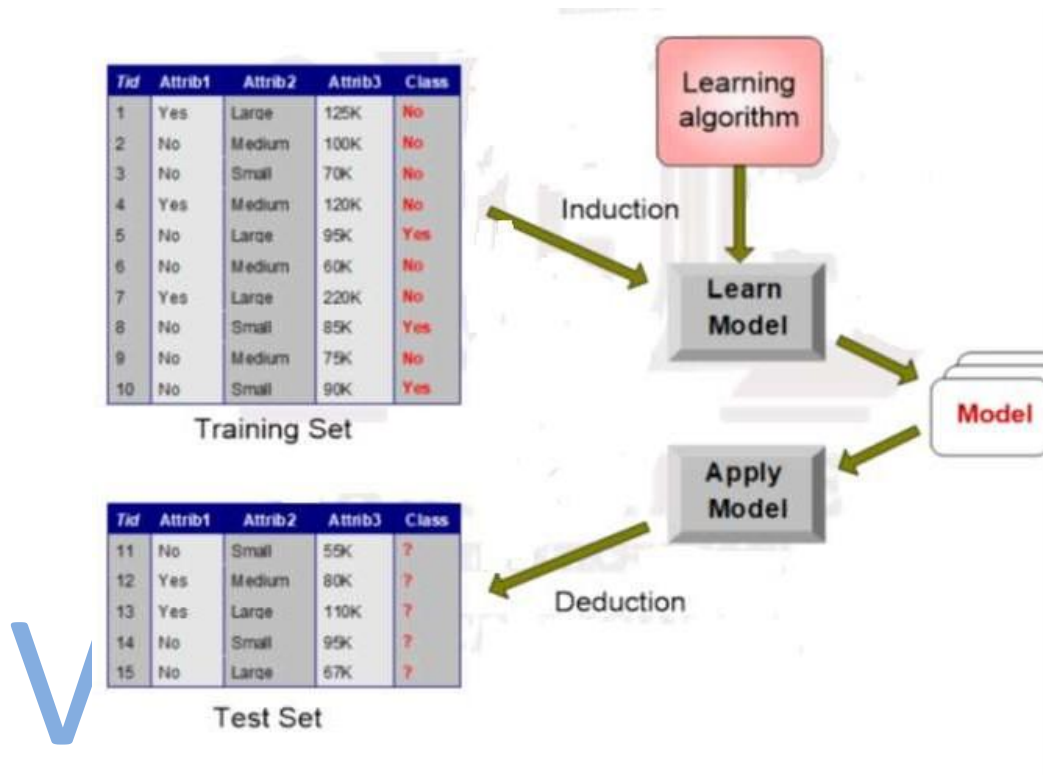 Tid Attrib1 Attrib2 Attrib3 Class
1 Yes Large 125K No
2 No Medium 100K No
3 No Small 70K No
4 Yes Medium 120K No
5 No Large 95K Yes
6 No Medium 60K No
7 Yes Large 220K No
8 No Small 85K Yes
9 No Medium 75K No
10 No Small 90K Yes
Training Set
Learning
algorithm
Induction
Learn
Model
Model
Apply
Model
Deduction
Tid Attrib1 Attrib2 Attrib3 Class
11 No Small 55K ?
12 Yes Medium 80K ?
13 Yes Large 110K ?
14 No Small 95K ?
15 No Large 67K ?
Test Set
V